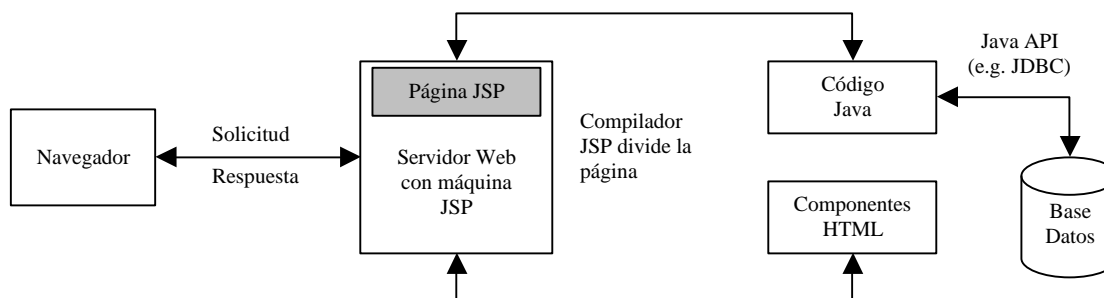 Java API
(e.g. JDBC)
Página JSP
Código
Java
Solicitud
Navegador
Respuesta
Servidor Web
con máquina
JSP
Compilador
JSP divide la
página
Componentes
HTML
Base
Datos